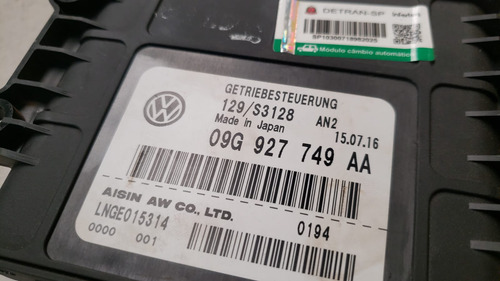 DETRAN-SP
Módulo câmbio automát
GETRIEBESTEUERUNG
129/S3128 AN2
Made in Japan 15.07.16
09G 927 749 AA
AISIN AW CO., LTD.
LNGE015314 0194
0000 001